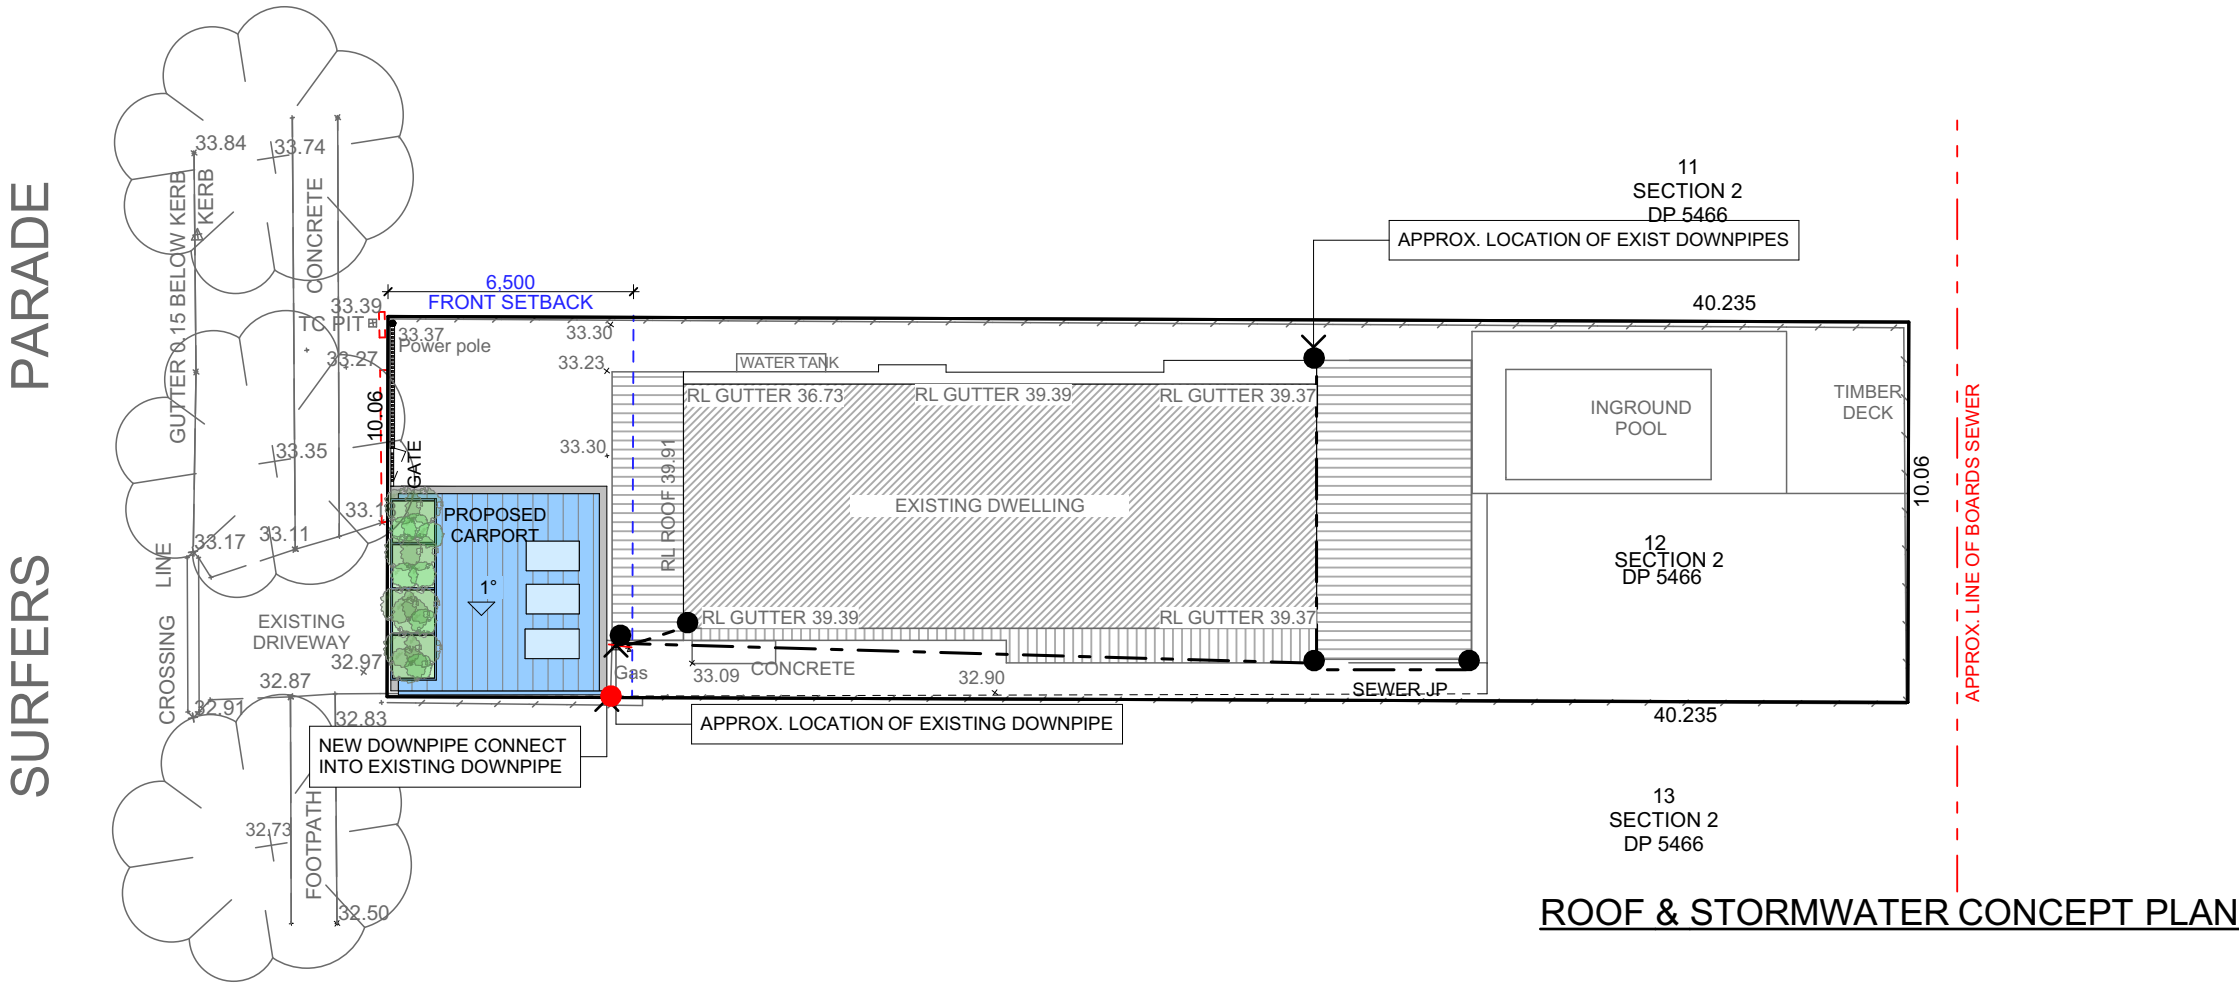 SURFERS PARADE
33.84
33.74
GUTTER 0.15 BELOW KERB
KERB
CONCRETE
11
SECTION 2
DP 5466
APPROX. LOCATION OF EXIST DOWNPIPES
6,500
FRONT SETBACK
40.235
33.39
TC PIT
33.37
Power pole
33.30
33.27
33.23
WATER TANK
RL GUTTER 36.73
RL GUTTER 39.39
RL GUTTER 39.37
INGROUND
POOL
TIMBER
DECK
10.06
GATE
33.35
33.30
RL ROOF 39.91
EXISTING DWELLING
10.06
APPROX. LINE OF BOARDS SEWER
33.1
PROPOSED
CARPORT
33.17
33.11
12
SECTION 2
DP 5466
CROSSING LINE
1°
EXISTING
DRIVEWAY
RL GUTTER 39.39
RL GUTTER 39.37
32.97
Gas
33.09
CONCRETE
32.90
SEWER JP
32.87
32.91
32.83
40.235
APPROX. LOCATION OF EXISTING DOWNPIPE
NEW DOWNPIPE CONNECT
INTO EXISTING DOWNPIPE
13
SECTION 2
DP 5466
32.73
FOOTPATH
32.50
ROOF & STORMWATER CONCEPT PLAN